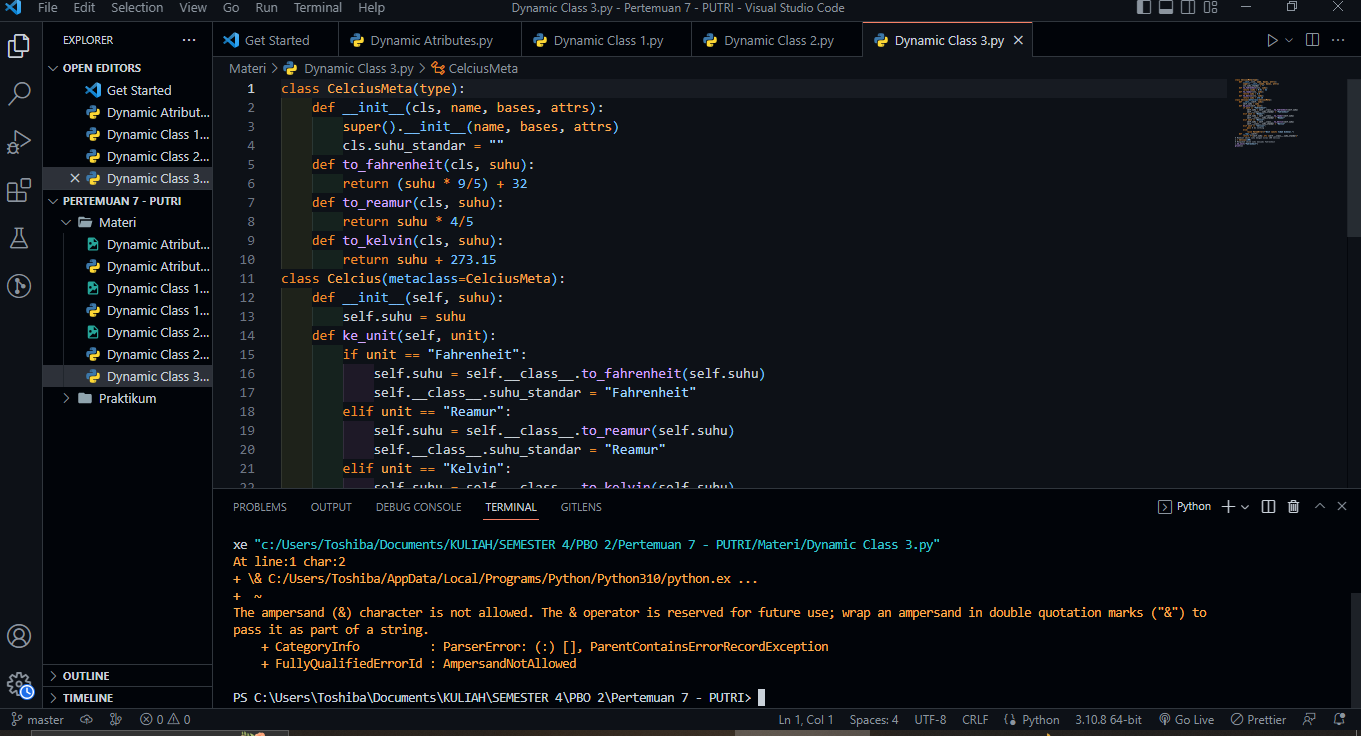 File Edit Selection View Go Run Terminal Help
Dynamic Class 3.py - Pertemuan 7 - PUTRI - Visual Studio Code
EXPLORER
OPEN EDITORS
Get Started
Dynamic Atribut...
Dynamic Class 1...
Dynamic Class 2...
Dynamic Class 3...
PERTEMUAN 7 - PUTRI
Materi
Dynamic Atribut...
Dynamic Atribut...
Dynamic Class 1...
Dynamic Class 1...
Dynamic Class 2...
Dynamic Class 2...
Dynamic Class 3...
Praktikum
OUTLINE
TIMELINE
Get Started Dynamic Atributes.py Dynamic Class 1.py Dynamic Class 2.py Dynamic Class 3.py
Materi > Dynamic Class 3.py > CelciusMeta
1 class CelciusMeta(type):
2 def __init__(cls, name, bases, attrs):
3 super().__init__(name, bases, attrs)
4 cls.suhu_standar = ""
5 def to_fahrenheit(cls, suhu):
6 return (suhu * 9/5) + 32
7 def to_reamur(cls, suhu):
8 return suhu * 4/5
9 def to_kelvin(cls, suhu):
10 return suhu + 273.15
11 class Celcius(metaclass=CelciusMeta):
12 def __init__(self, suhu):
13 self.suhu = suhu
14 def ke_unit(self, unit):
15 if unit == "Fahrenheit":
16 self.suhu = self.__class__.to_fahrenheit(self.suhu)
17 self.__class__.suhu_standar = "Fahrenheit"
18 elif unit == "Reamur":
19 self.suhu = self.__class__.to_reamur(self.suhu)
20 self.__class__.suhu_standar = "Reamur"
21 elif unit == "Kelvin":
22 self.suhu = self.__class__.to_kelvin(self.suhu)
PROBLEMS OUTPUT DEBUG CONSOLE TERMINAL GITLENS
Python
xe "c:/Users/Toshiba/Documents/KULIAH/SEMESTER 4/PBO 2/Pertemuan 7 - PUTRI/Materi/Dynamic Class 3.py"
At line:1 char:2
+ \& C:/Users/Toshiba/AppData/Local/Programs/Python/Python310/python.ex ...
+ ~
The ampersand (&) character is not allowed. The & operator is reserved for future use; wrap an ampersand in double quotation marks ("&") to
pass it as part of a string.
+ CategoryInfo : ParserError: (:) [], ParentContainsErrorRecordException
+ FullyQualifiedErrorId : AmpersandNotAllowed
PS C:\Users\Toshiba\Documents\KULIAH\SEMESTER 4\PBO 2\Pertemuan 7 - PUTRI>
master 0 0 Ln 1, Col 1 Spaces: 4 UTF-8 CRLF Python 3.10.8 64-bit Go Live Prettier